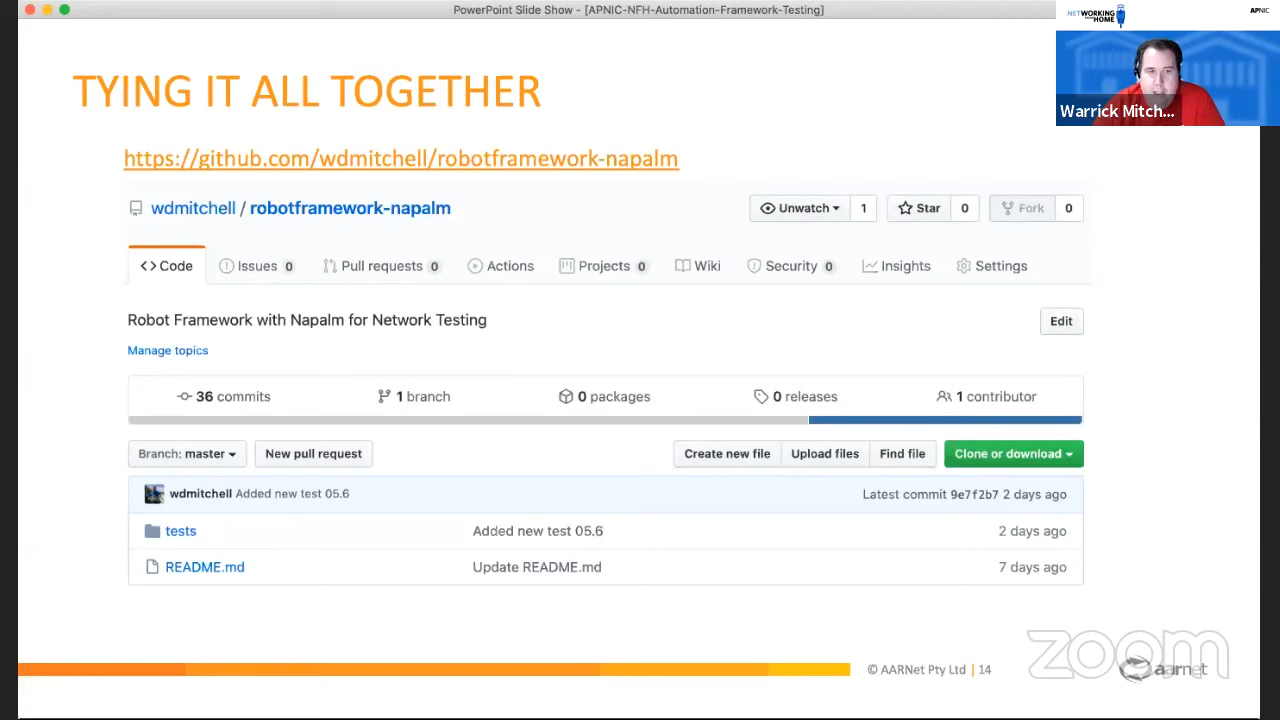 PowerPoint Slide Show - [APNIC-NFH-Automation-Framework-Testing]
NETWORKING
HOME
APNIC
Warrick Mitch...
TYING IT ALL TOGETHER
https://github.com/wdmitchell/robotframework-napalm
wdmitchell / robotframework-napalm
Unwatch 1 Star 0 Fork 0
Code Issues 0 Pull requests 0 Actions Projects 0 Wiki Security 0 Insights Settings
Robot Framework with Napalm for Network Testing Edit
Manage topics
36 commits 1 branch 0 packages 0 releases 1 contributor
Branch: master New pull request Create new file Upload files Find file Clone or download
wdmitchell Added new test 05.6 Latest commit 9e7f2b7 2 days ago
tests Added new test 05.6 2 days ago
README.md Update README.md 7 days ago
© AARNet Pty Ltd | 14
zoom
aarnet